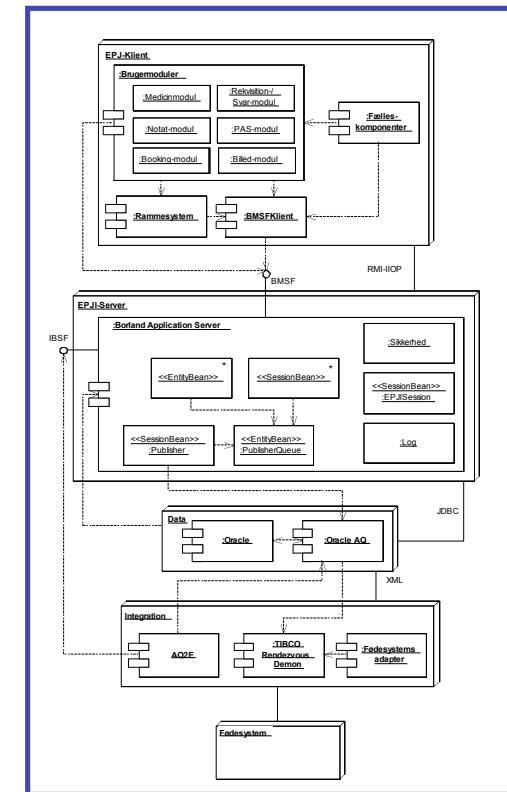 EPJ-Klient
:Brugermoduler
:Medicinmodul
:Rekvisition-/
Svar-modul
:Notat-modul
:PAS-modul
:Fælles-
komponenter
:Booking-modul
:Billed-modul
:Rammesystem
:BMSFKlient
RMI-IIOP
BMSF
EPJI-Server
:Borland Application Server
IBSF
:Sikkerhed
*
<<EntityBean>>
*
<<SessionBean>>
<<SessionBean>>
:EPJISession
<<SessionBean>>
:Publisher
<<EntityBean>>
:PublisherQueue
:Log
JDBC
Data
:Oracle
:Oracle AQ
XML
Integration
AQ2E
:TIBCO
Rendezvous
Demon
:Fødesystems
adapter
Fødesystem